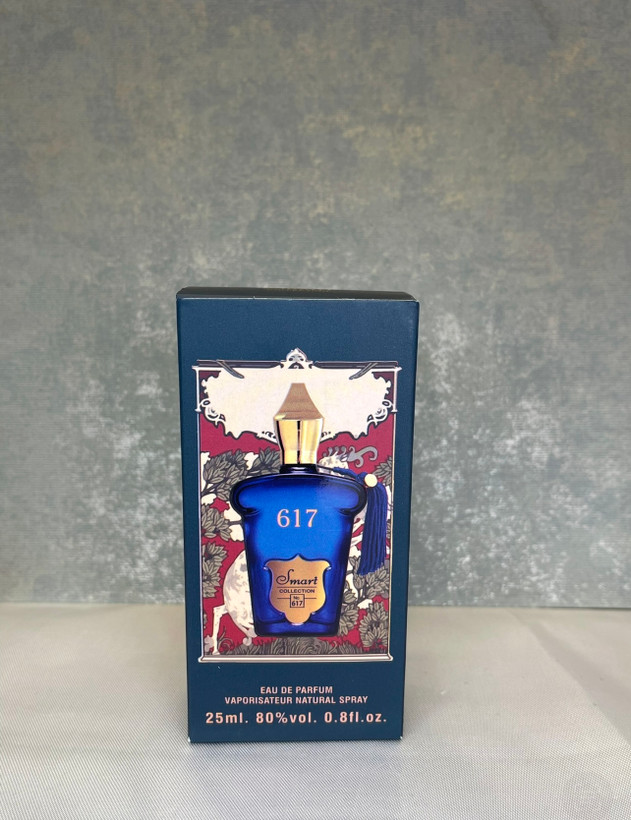 617
Smart
COLLECTION
No.
617
EAU DE PARFUM
VAPORISATEUR NATURAL SPRAY
25ml. 80%vol. 0.8fl.oz.